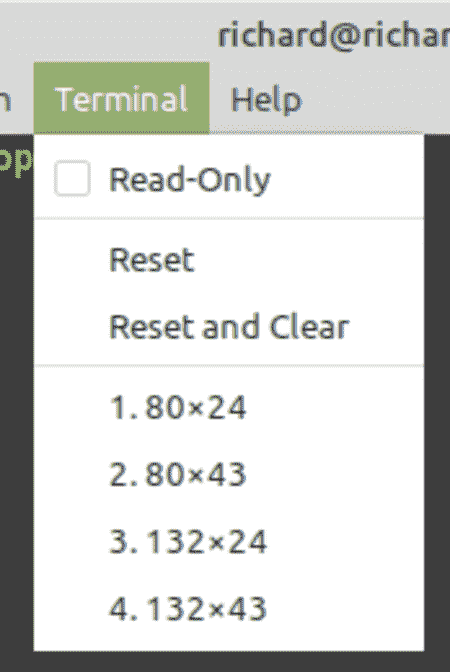 richard@richar
Terminal Help
Read-Only
Reset
Reset and Clear
1. 80×24
2. 80×43
3. 132×24
4. 132×43